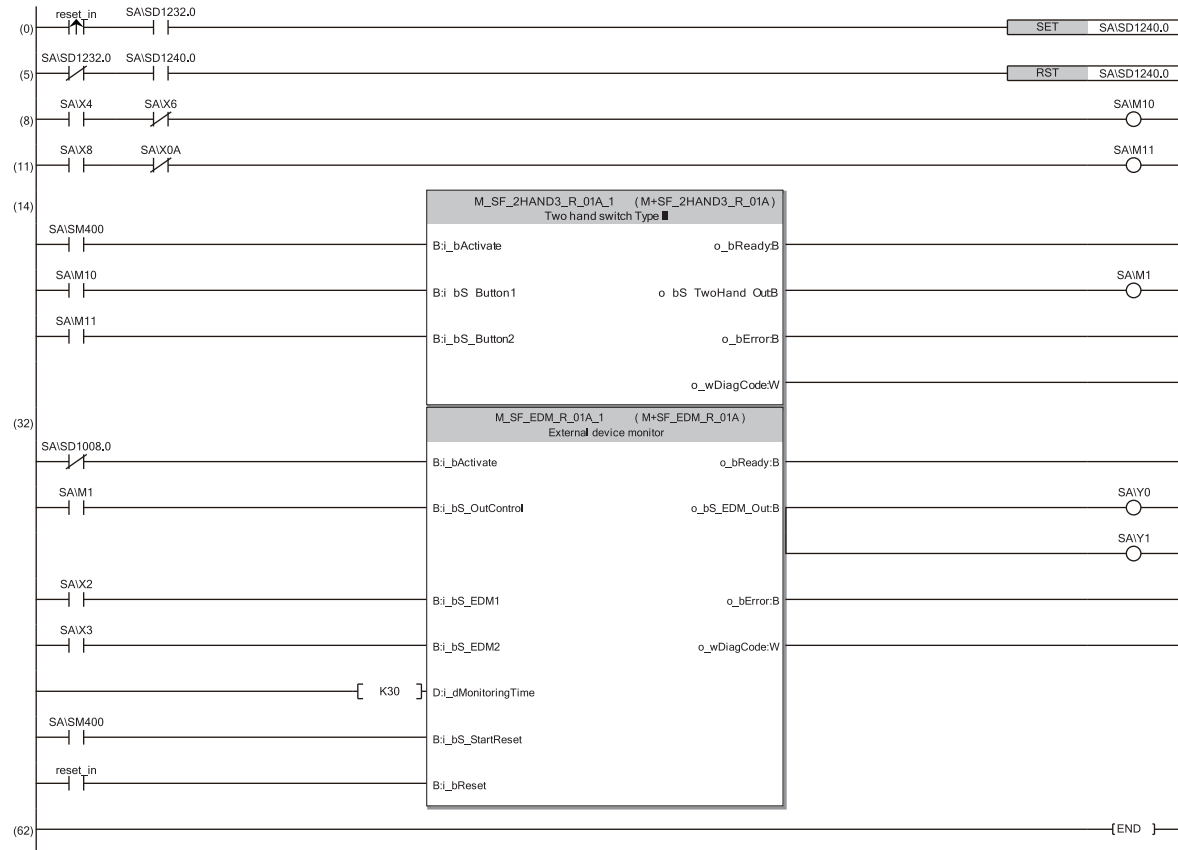 reset_in SA\SD1232.0
(0) SET SA\SD1240.0
SA\SD1232.0 SA\SD1240.0
(5) RST SA\SD1240.0
SA\X4 SA\X6 SA\M10
(8)
SA\X8 SA\X0A SA\M11
(11)
(14) M_SF_2HAND3_R_01A_1 (M+SF_2HAND3_R_01A)
Two hand switch Type
SA\SM400
B:i_bActivate o_bReady:B
SA\M10 SA\M1
B:i_bS_Button1 o_bS_TwoHand_Out:B
SA\M11
B:i_bS_Button2 o_bError:B
o_wDiagCode:W
(32) M_SF_EDM_R_01A_1 (M+SF_EDM_R_01A)
External device monitor
SA\SD1008.0
B:i_bActivate o_bReady:B
SA\M1 SA\Y0
B:i_bS_OutControl o_bS_EDM_Out:B
SA\Y1
SA\X2
B:i_bS_EDM1 o_bError:B
SA\X3
B:i_bS_EDM2 o_wDiagCode:W
K30 D:i_dMonitoringTime
SA\SM400
B:i_bS_StartReset
reset_in
B:i_bReset
(62) END